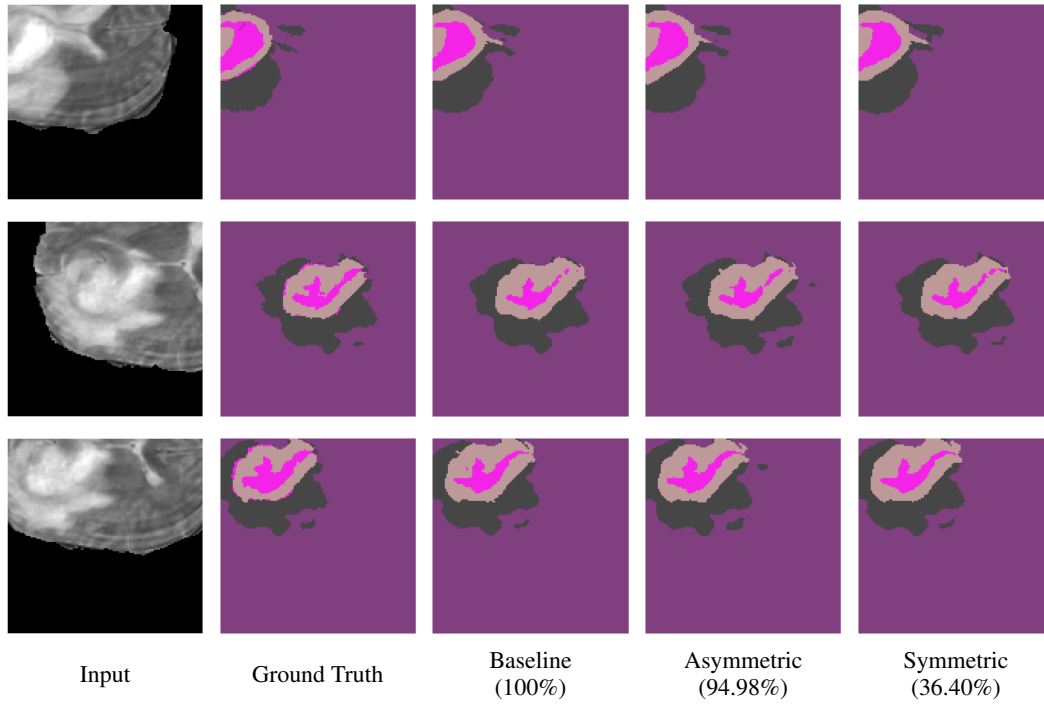 Input
Ground Truth
Baseline
(100%)
Asymmetric
(94.98%)
Symmetric
(36.40%)